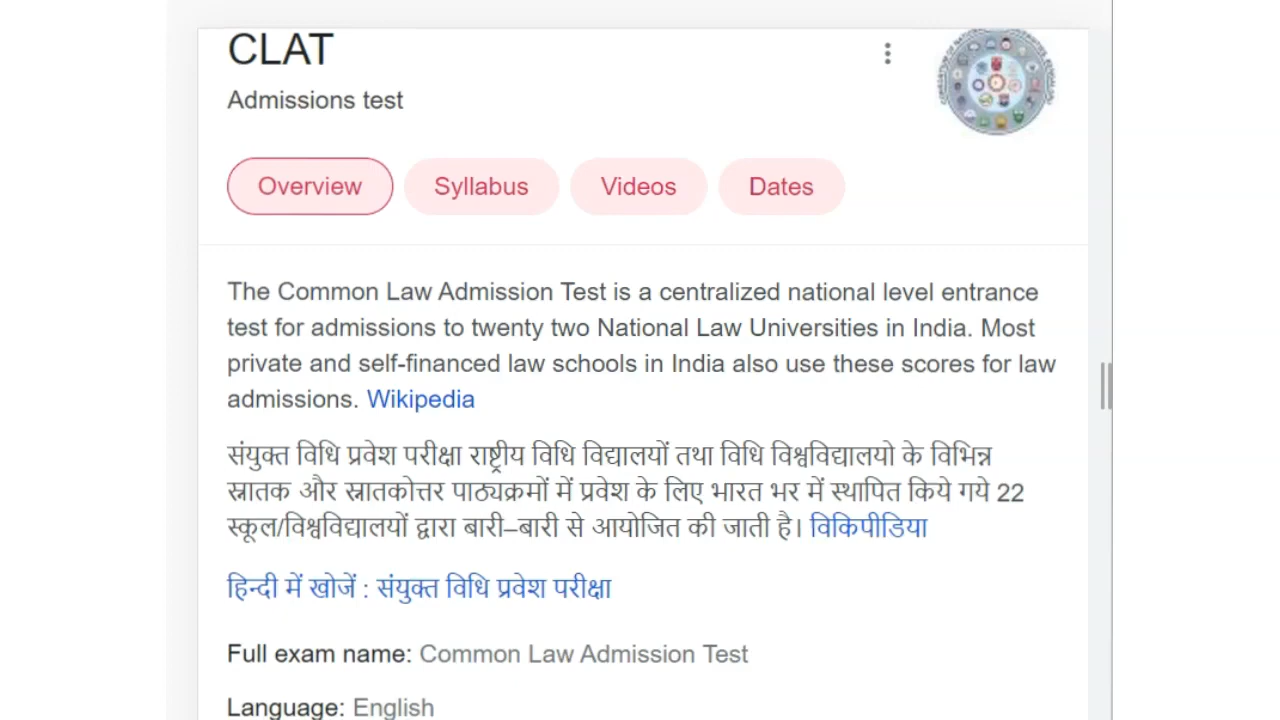 CLAT
Admissions test
Overview Syllabus Videos Dates
The Common Law Admission Test is a centralized national level entrance
test for admissions to twenty two National Law Universities in India. Most
private and self-financed law schools in India also use these scores for law
admissions. Wikipedia
संयुक्त विधि प्रवेश परीक्षा राष्ट्रीय विधि विद्यालयों तथा विधि विश्वविद्यालयो के विभिन्न
स्नातक और स्नातकोत्तर पाठ्यक्रमों में प्रवेश के लिए भारत भर में स्थापित किये गये 22
स्कूल/विश्वविद्यालयों द्वारा बारी–बारी से आयोजित की जाती है। विकिपीडिया
हिन्दी में खोजें : संयुक्त विधि प्रवेश परीक्षा
Full exam name: Common Law Admission Test
Language: English